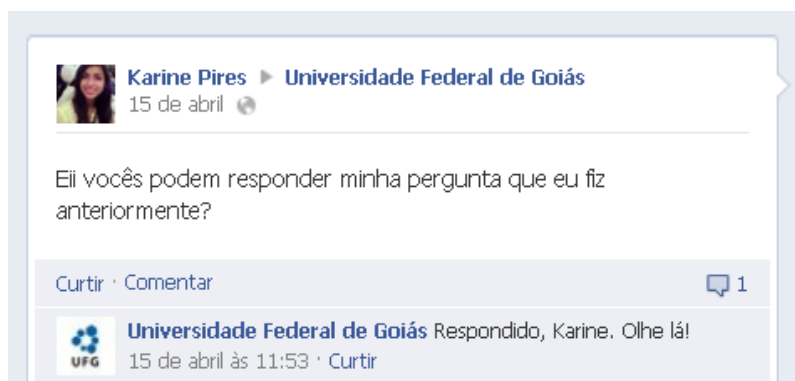 Karine Pires ▶ Universidade Federal de Goiás
15 de abril
Eii vocês podem responder minha pergunta que eu fiz
anteriormente?
Curtir · Comentar 1
Universidade Federal de Goiás Respondido, Karine. Olhe lá!
UFG 15 de abril às 11:53 · Curtir